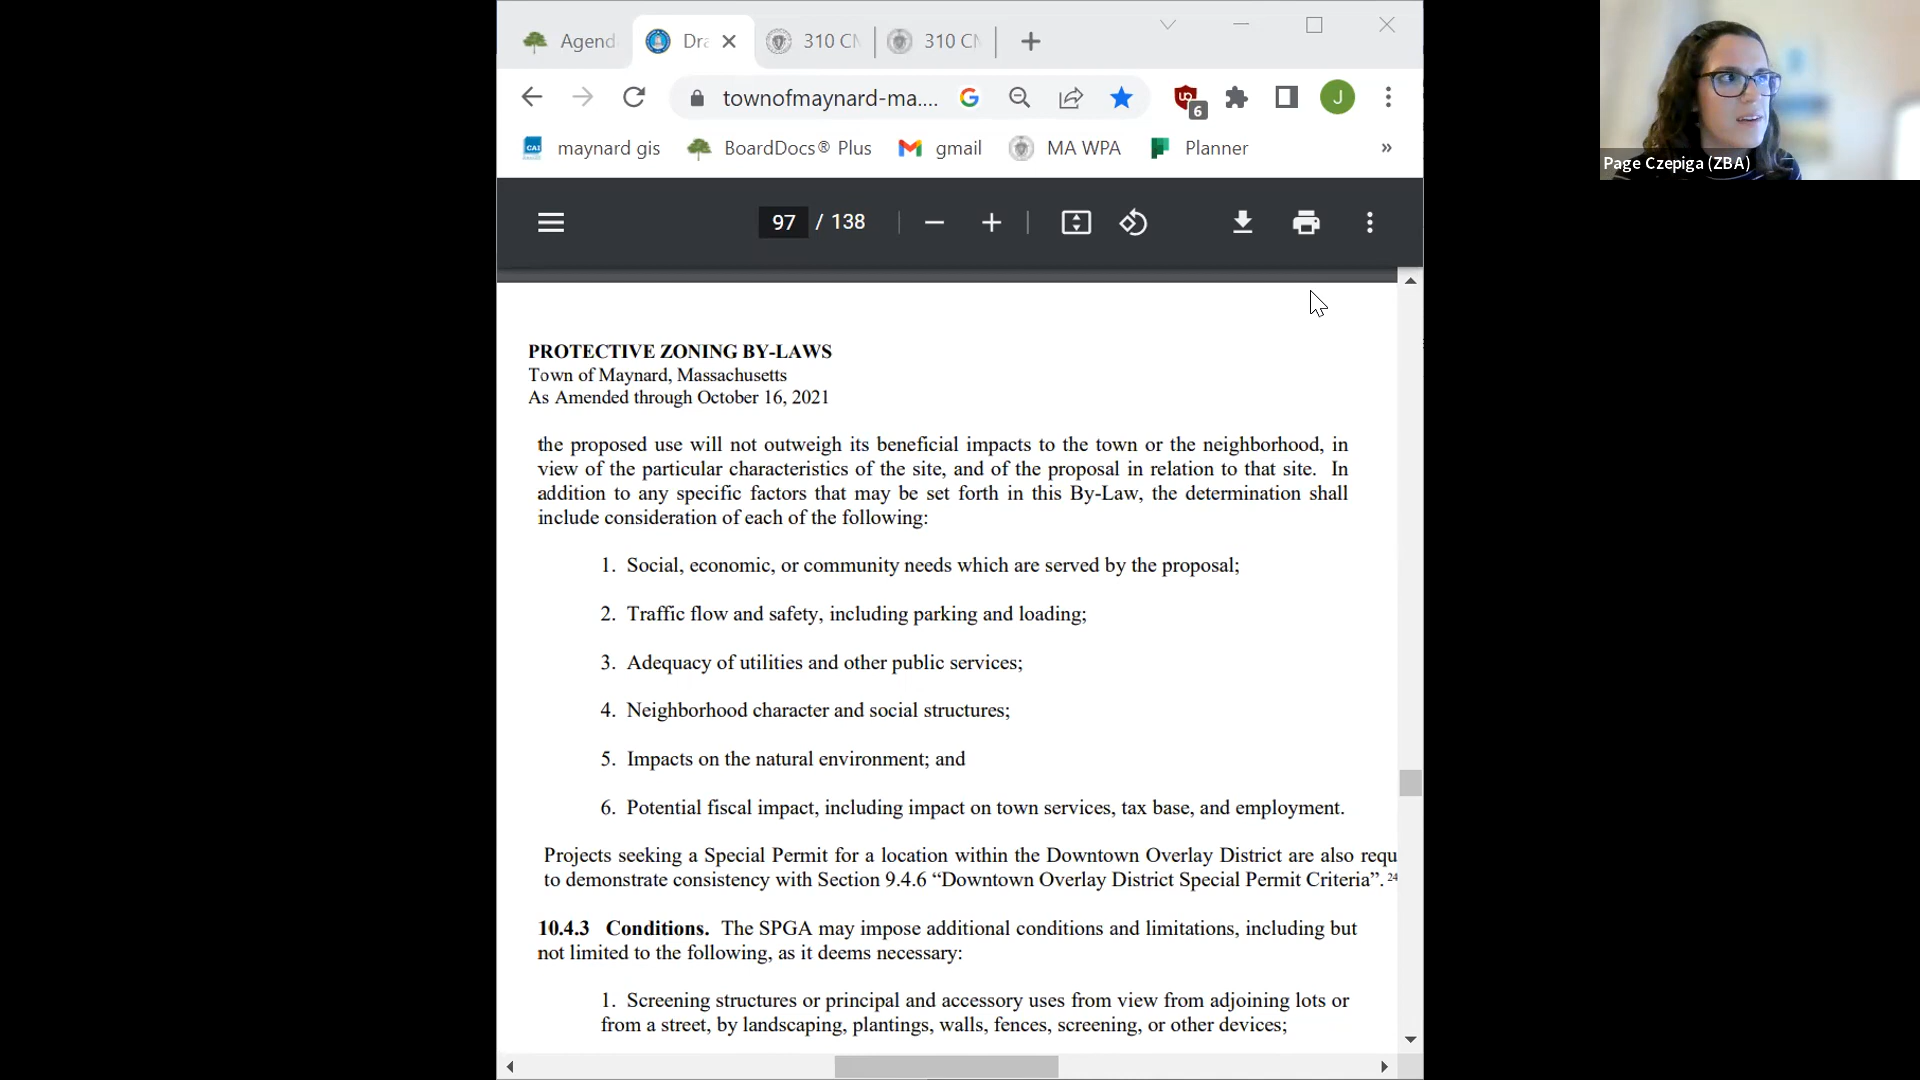 Agend
Dra
310 CM
310 CM
townofmaynard-ma....
6
J
CAI
maynard gis
BoardDocs® Plus
gmail
MA WPA
Planner
»
97 / 138
PROTECTIVE ZONING BY-LAWS
Town of Maynard, Massachusetts
As Amended through October 16, 2021
the proposed use will not outweigh its beneficial impacts to the town or the neighborhood, in
view of the particular characteristics of the site, and of the proposal in relation to that site. In
addition to any specific factors that may be set forth in this By-Law, the determination shall
include consideration of each of the following:
1. Social, economic, or community needs which are served by the proposal;
2. Traffic flow and safety, including parking and loading;
3. Adequacy of utilities and other public services;
4. Neighborhood character and social structures;
5. Impacts on the natural environment; and
6. Potential fiscal impact, including impact on town services, tax base, and employment.
Projects seeking a Special Permit for a location within the Downtown Overlay District are also requ
to demonstrate consistency with Section 9.4.6 “Downtown Overlay District Special Permit Criteria”. 24
10.4.3 Conditions. The SPGA may impose additional conditions and limitations, including but
not limited to the following, as it deems necessary:
1. Screening structures or principal and accessory uses from view from adjoining lots or
from a street, by landscaping, plantings, walls, fences, screening, or other devices;
Page Czepiga (ZBA)